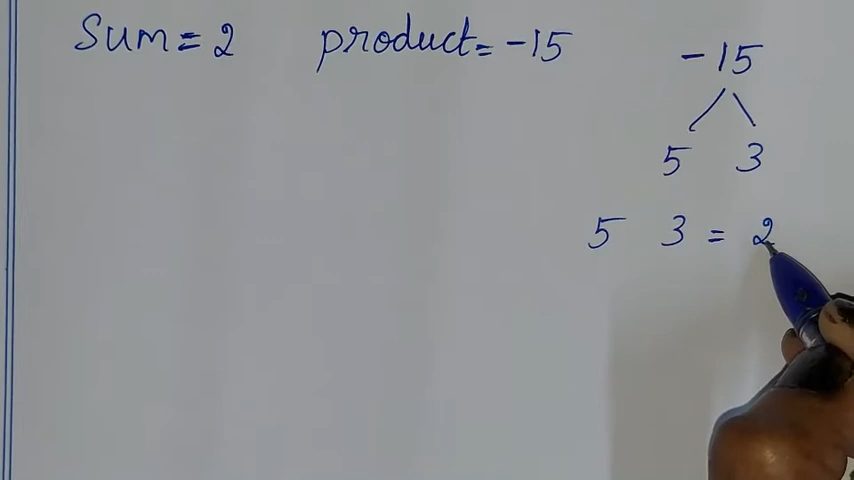 Sum = 2 product = -15
-15
5 3
5 3 = 2